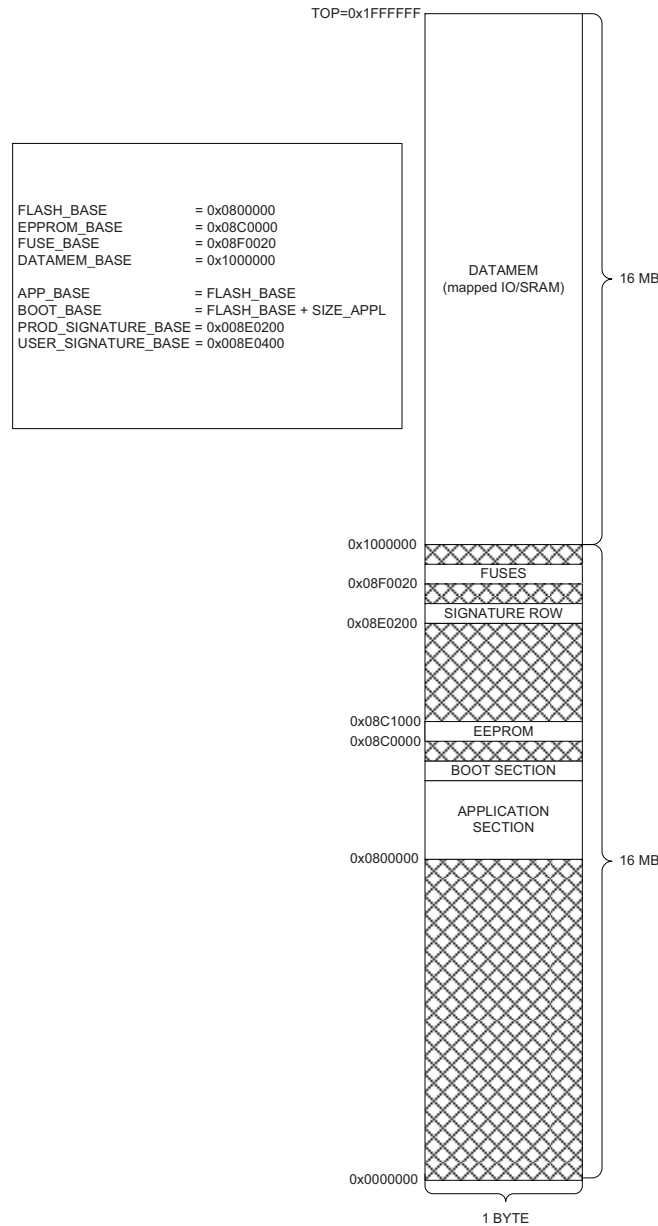 TOP=0x1FFFFFF
FLASH_BASE = 0x0800000
EPPROM_BASE = 0x08C0000
FUSE_BASE = 0x08F0020
DATAMEM_BASE = 0x1000000
APP_BASE = FLASH_BASE
BOOT_BASE = FLASH_BASE + SIZE_APPL
PROD_SIGNATURE_BASE = 0x008E0200
USER_SIGNATURE_BASE = 0x008E0400
DATAMEM
(mapped IO/SRAM)
16 MB
0x1000000
FUSES
0x08F0020
SIGNATURE ROW
0x08E0200
0x08C1000
EEPROM
0x08C0000
BOOT SECTION
APPLICATION
SECTION
0x0800000
16 MB
0x0000000
1 BYTE